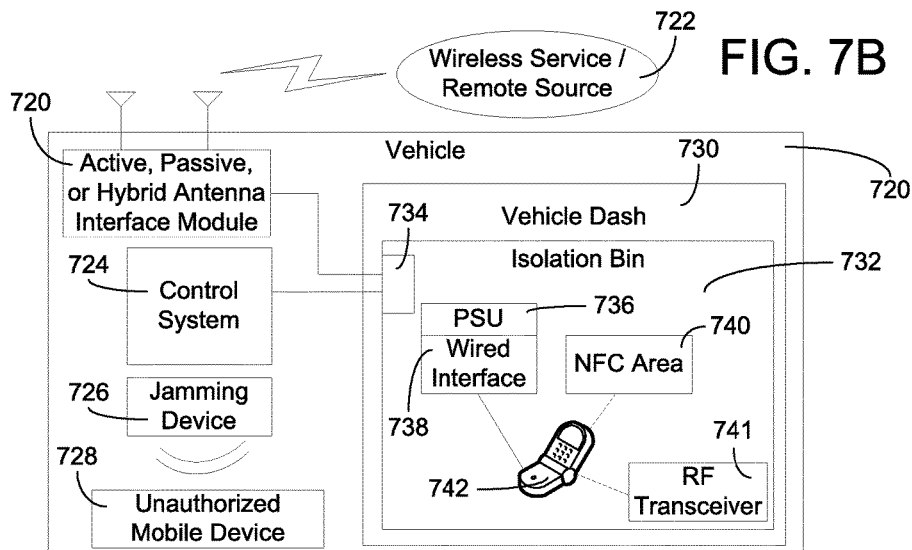 722
Wireless Service /
Remote Source
FIG. 7B
720
Vehicle
730
720
Active, Passive,
or Hybrid Antenna
Interface Module
Vehicle Dash
734
Isolation Bin
732
724
Control
System
PSU
736
740
Wired
Interface
NFC Area
738
726
Jamming
Device
728
742
741
RF
Transceiver
Unauthorized
Mobile Device